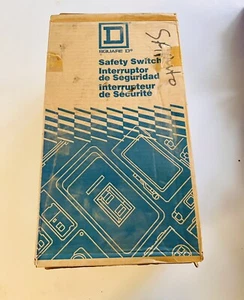 D
SQUARE D®
Safety Switch
Interruptor
de Seguridad
interrupteur
de Sécurité